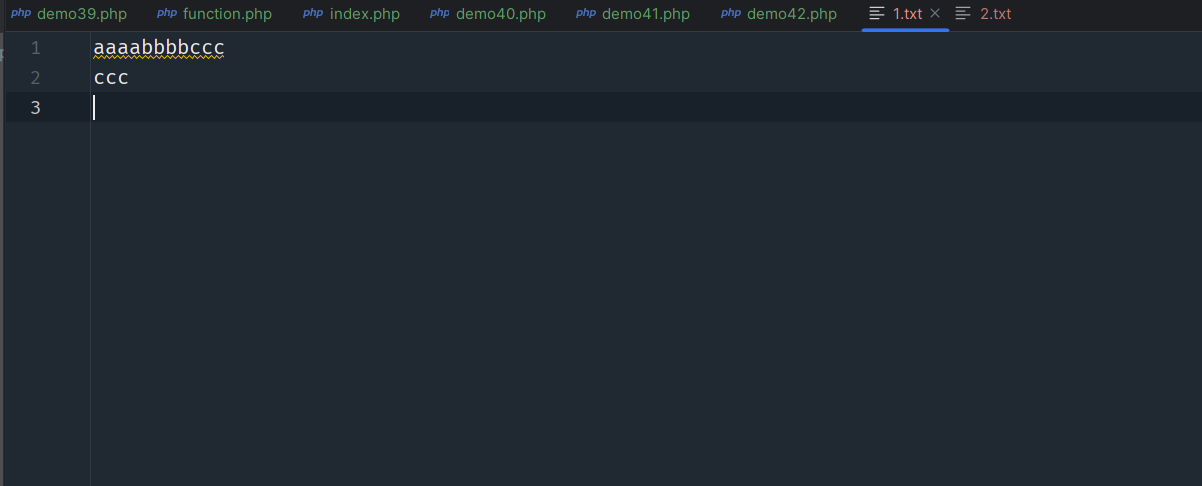 php demo39.php php function.php php index.php php demo40.php php demo41.php php demo42.php 1.txt 2.txt
1 aaaabbbbccc
2 ccc
3